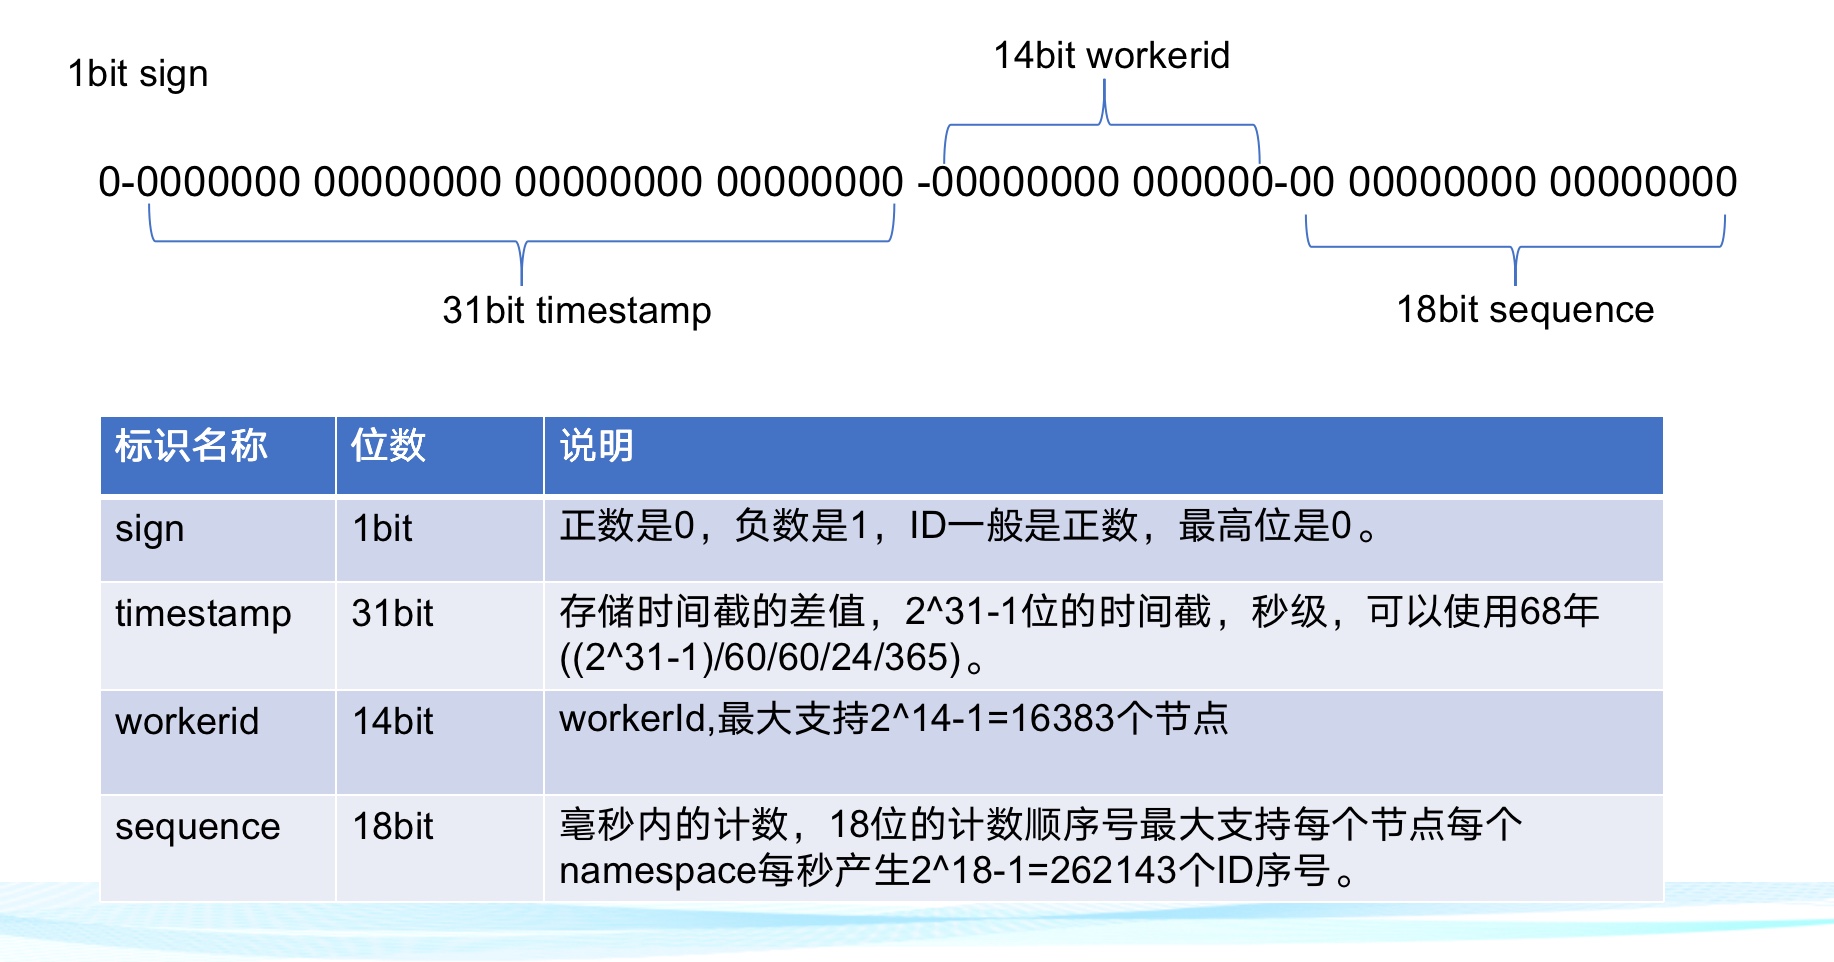 1bit sign
14bit workerid
0-0000000 00000000 00000000 00000000 -00000000 000000-00 00000000 00000000
31bit timestamp
18bit sequence
标识名称 位数 说明
sign 1bit 正数是0，负数是1，ID一般是正数，最高位是0。
timestamp 31bit 存储时间截的差值，2^31-1位的时间截，秒级，可以使用68年
((2^31-1)/60/60/24/365)。
workerid 14bit workerId,最大支持2^14-1=16383个节点
sequence 18bit 毫秒内的计数，18位的计数顺序号最大支持每个节点每个
namespace每秒产生2^18-1=262143个ID序号。